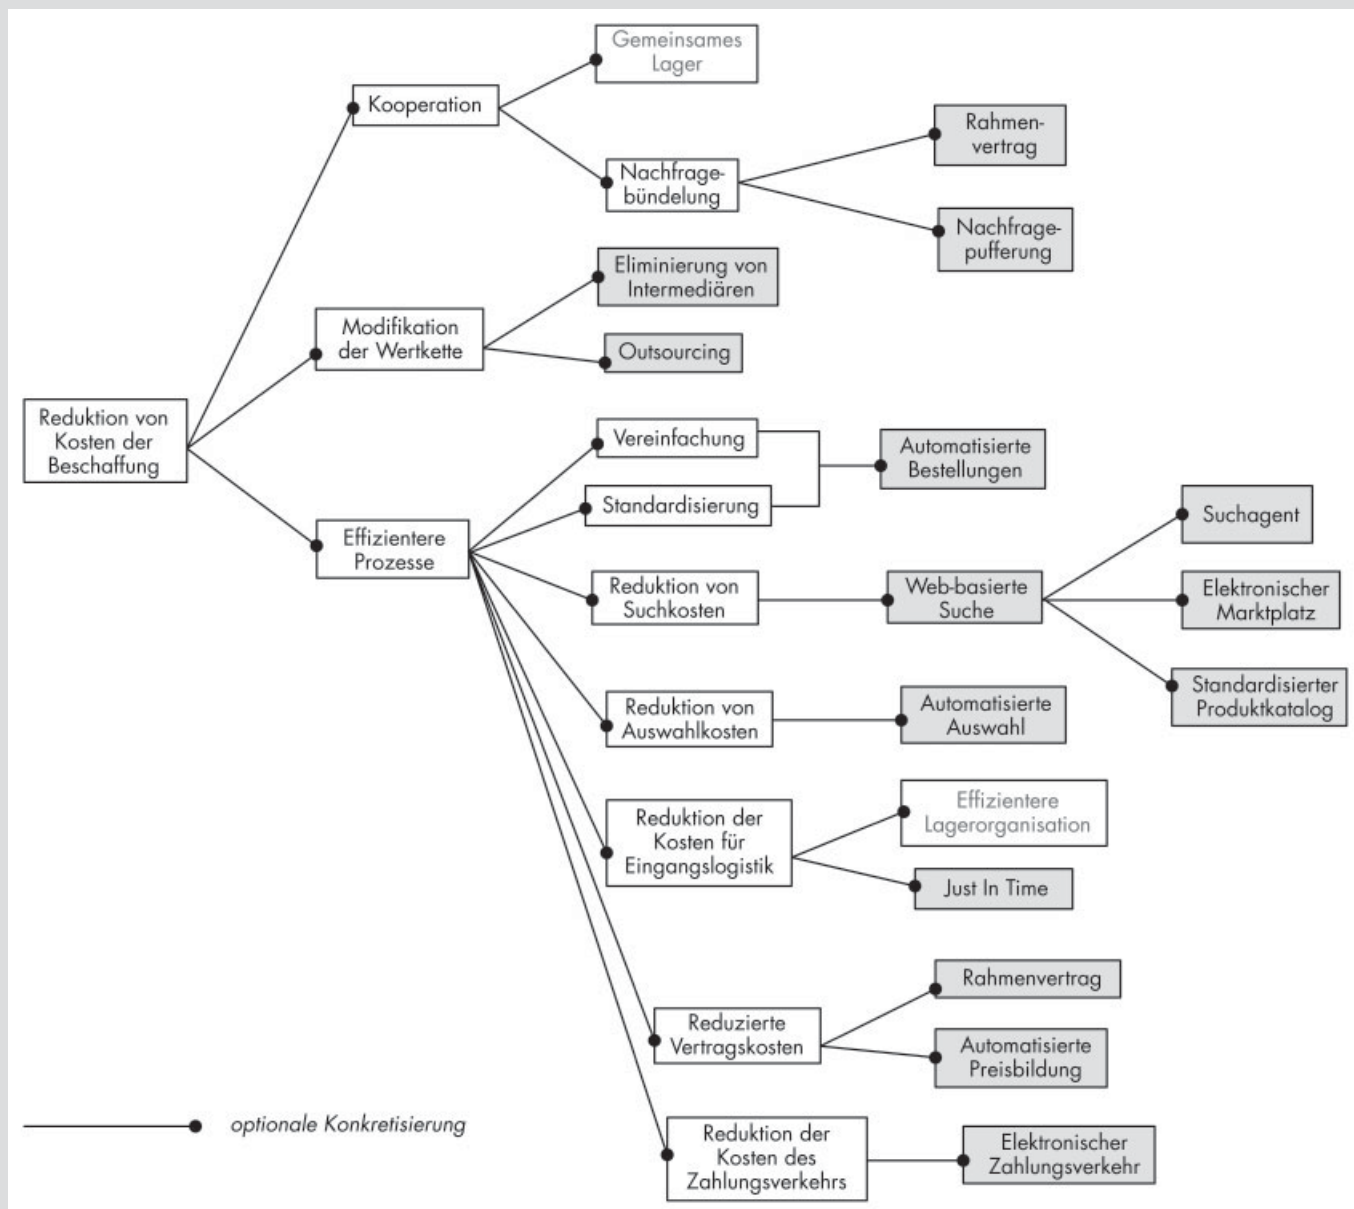 Gemeinsames
Lager
Kooperation
Rahmen-
vertrag
Nachfrage-
bündelung
Nachfrage-
pufferung
Eliminierung von
Intermediären
Modifikation
der Wertkette
Outsourcing
Reduktion von
Kosten der
Beschaffung
Vereinfachung
Automatisierte
Bestellungen
Standardisierung
Suchagent
Effizientere
Prozesse
Reduktion von
Suchkosten
Web-basierte
Suche
Elektronischer
Marktplatz
Standardisierter
Produktkatalog
Reduktion von
Auswahlkosten
Automatisierte
Auswahl
Reduktion der
Kosten für
Eingangslogistik
Effizientere
Lagerorganisation
Just In Time
Rahmenvertrag
Reduzierte
Vertragskosten
Automatisierte
Preisbildung
optionale Konkretisierung
Reduktion der
Kosten des
Zahlungsverkehrs
Elektronischer
Zahlungsverkehr